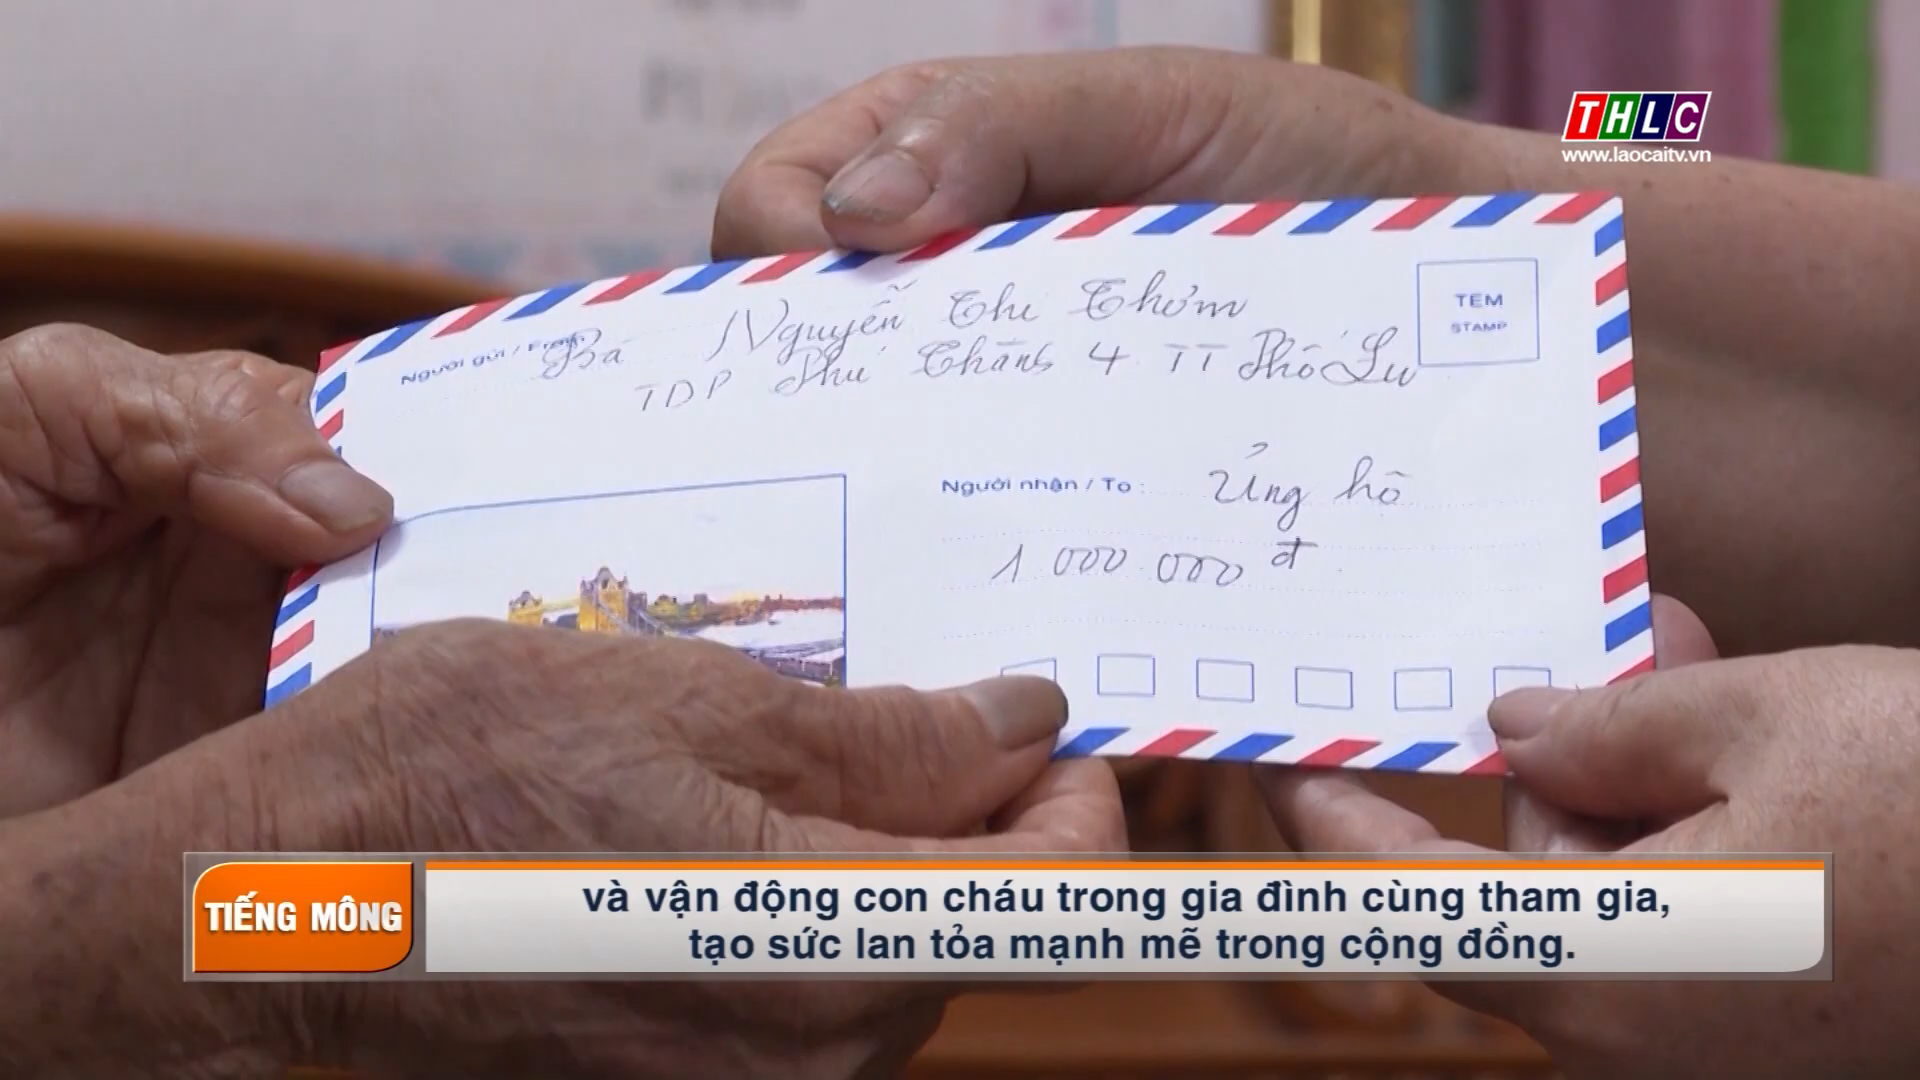 THLC
www.laocaitv.vn
Người gửi / From:
Bà Nguyễn Thi Thơm
TDP Phú Thành 4 TT Phố Lu
TEM
STAMP
Người nhận / To :
Ủng hộ
1 000 000 đ
TIẾNG MÔNG
và vận động con cháu trong gia đình cùng tham gia,
tạo sức lan tỏa mạnh mẽ trong cộng đồng.